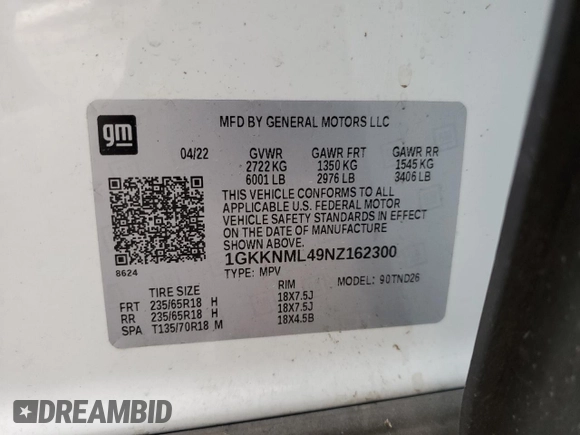 gm
MFD BY GENERAL MOTORS LLC
04/22 GVWR GAWR FRT GAWR RR
2722 KG 1350 KG 1545 KG
6001 LB 2976 LB 3406 LB
THIS VEHICLE CONFORMS TO ALL
APPLICABLE U.S. FEDERAL MOTOR
VEHICLE SAFETY STANDARDS IN EFFECT
ON THE DATE OF MANUFACTURE
SHOWN ABOVE.
8624
1GKKNML49NZ162300
TYPE: MPV MODEL: 90TND26
TIRE SIZE RIM
FRT 235/65R18 H 18X7.5J
RR 235/65R18 H 18X7.5J
SPA T135/70R18 M 18X4.5B
DREAMBID